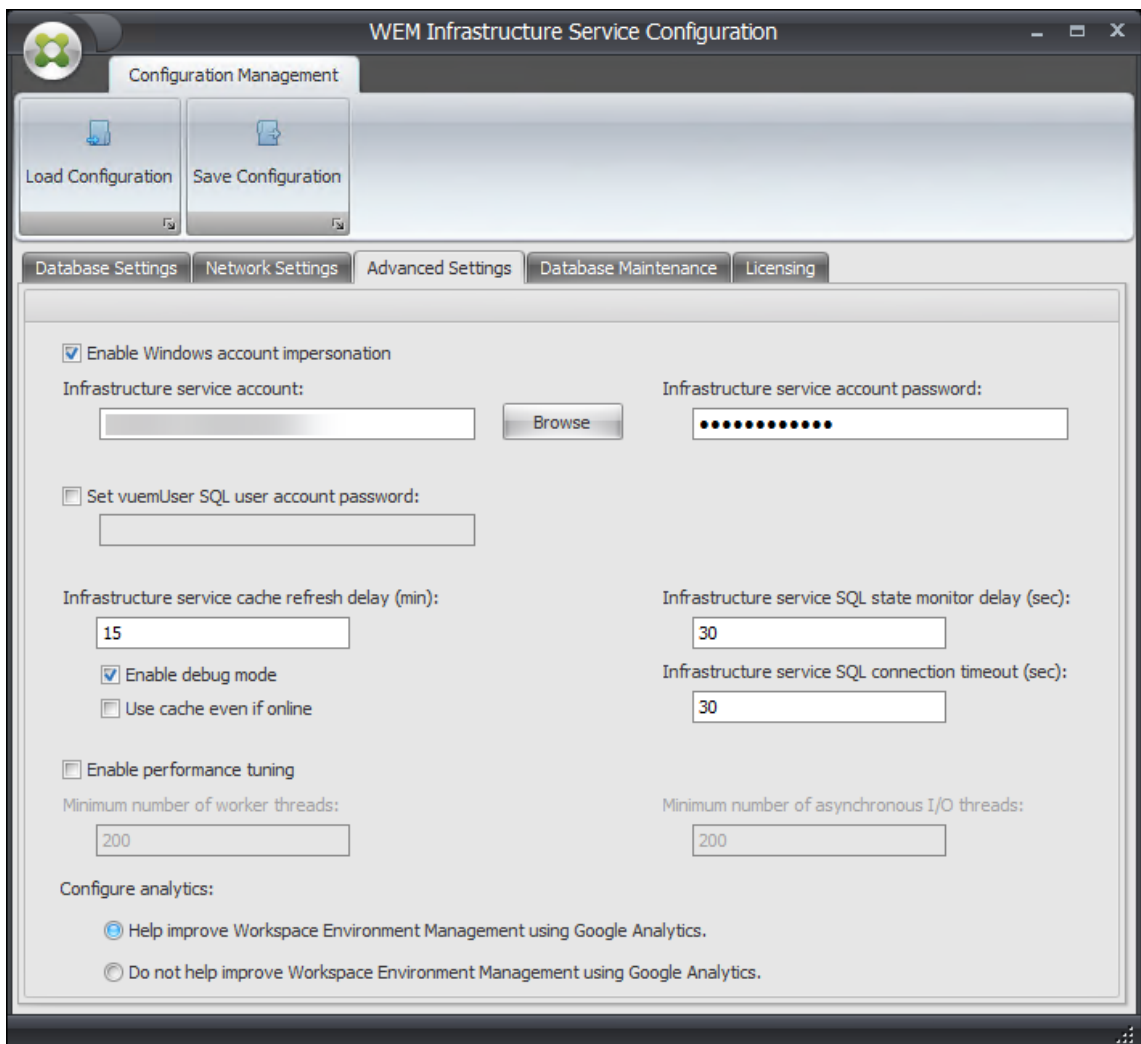 WEM Infrastructure Service Configuration
Configuration Management
Load Configuration
Save Configuration
Database Settings
Network Settings
Advanced Settings
Database Maintenance
Licensing
Enable Windows account impersonation
Infrastructure service account:
Infrastructure service account password:
Browse
●●●●●●●●●●●●
Set vuemUser SQL user account password:
Infrastructure service cache refresh delay (min):
Infrastructure service SQL state monitor delay (sec):
15
30
Enable debug mode
Infrastructure service SQL connection timeout (sec):
Use cache even if online
30
Enable performance tuning
Minimum number of worker threads:
Minimum number of asynchronous I/O threads:
200
200
Configure analytics:
Help improve Workspace Environment Management using Google Analytics.
Do not help improve Workspace Environment Management using Google Analytics.